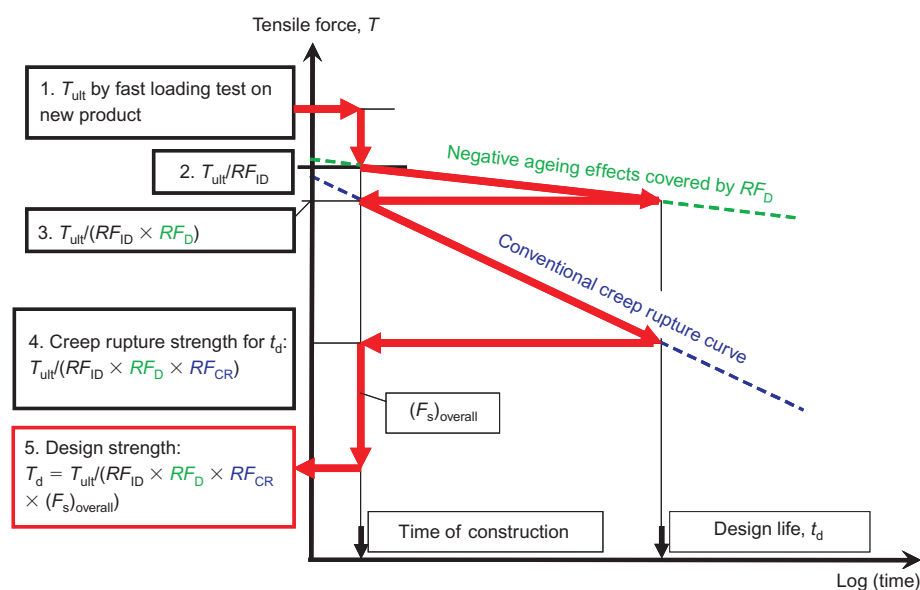 Tensile force, T
1. Tult by fast loading test on
new product
2. Tult/RFID
Negative ageing effects covered by RFD
3. Tult/(RFID × RFD)
Conventional creep rupture curve
4. Creep rupture strength for td:
Tult/(RFID × RFD × RFCR)
(Fs)overall
5. Design strength:
Td = Tult/(RFID × RFD × RFCR
× (Fs)overall)
Time of construction
Design life, td
Log (time)